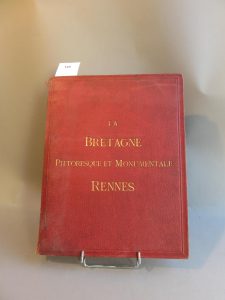 LA
BRETAGNE
PITTORESQUE ET MONUMENTALE
RENNES